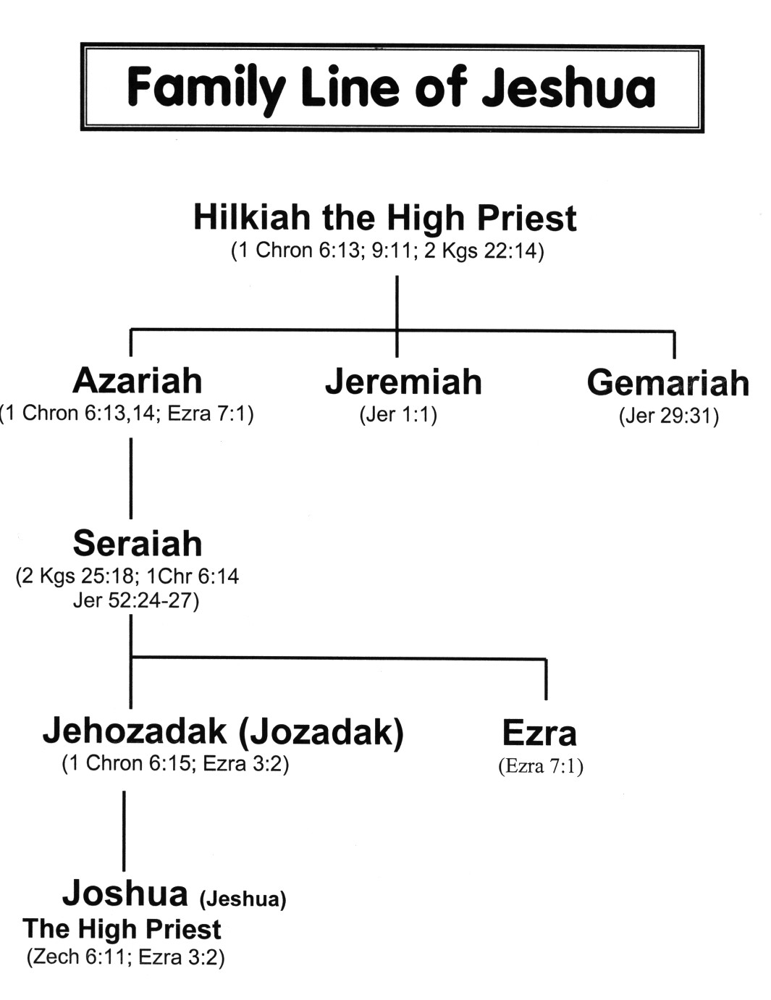 Family Line of Jeshua
Hilkiah the High Priest
(1 Chron 6:13; 9:11; 2 Kgs 22:14)
Azariah
(1 Chron 6:13,14; Ezra 7:1)
Jeremiah
(Jer 1:1)
Gemariah
(Jer 29:31)
Seraiah
(2 Kgs 25:18; 1Chr 6:14
Jer 52:24-27)
Jehozadak (Jozadak)
(1 Chron 6:15; Ezra 3:2)
Ezra
(Ezra 7:1)
Joshua (Jeshua)
The High Priest
(Zech 6:11; Ezra 3:2)